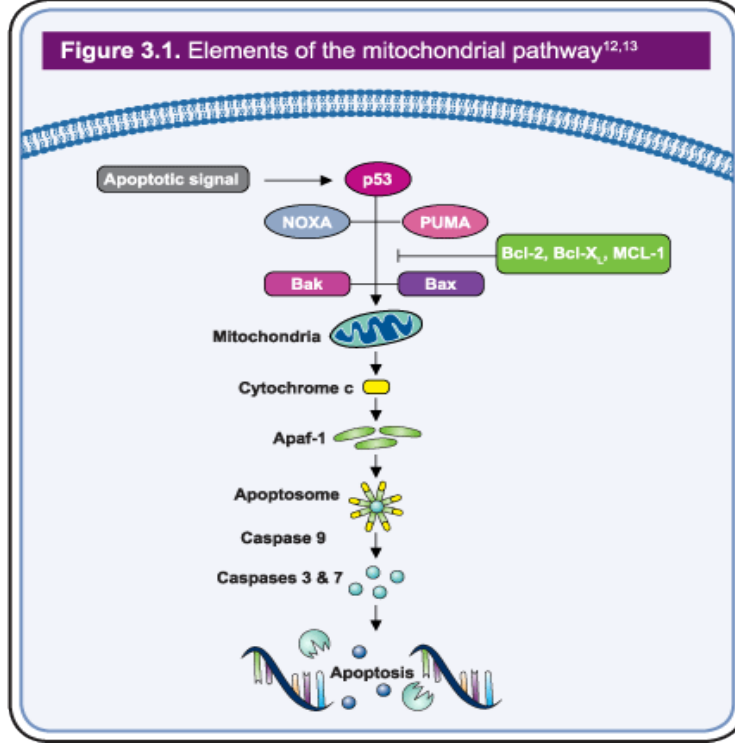 Figure 3.1. Elements of the mitochondrial pathway12,13
Apoptotic signal
p53
NOXA
PUMA
Bcl-2, Bcl-XL, MCL-1
Bak
Bax
Mitochondria
Cytochrome c
Apaf-1
Apoptosome
Caspase 9
Caspases 3 & 7
Apoptosis